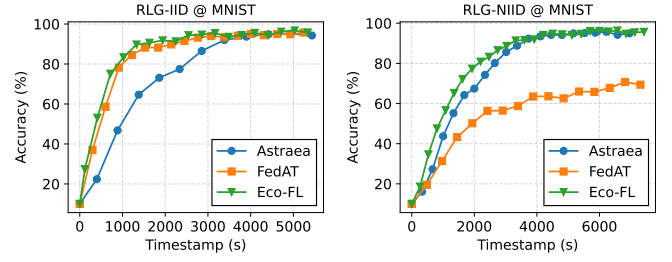 RLG-IID @ MNIST
100
80
60
40
20
Accuracy (%)
0 1000 2000 3000 4000 5000
Timestamp (s)
Astraea
FedAT
Eco-FL
RLG-NIID @ MNIST
100
80
60
40
20
Accuracy (%)
0 2000 4000 6000
Timestamp (s)
Astraea
FedAT
Eco-FL